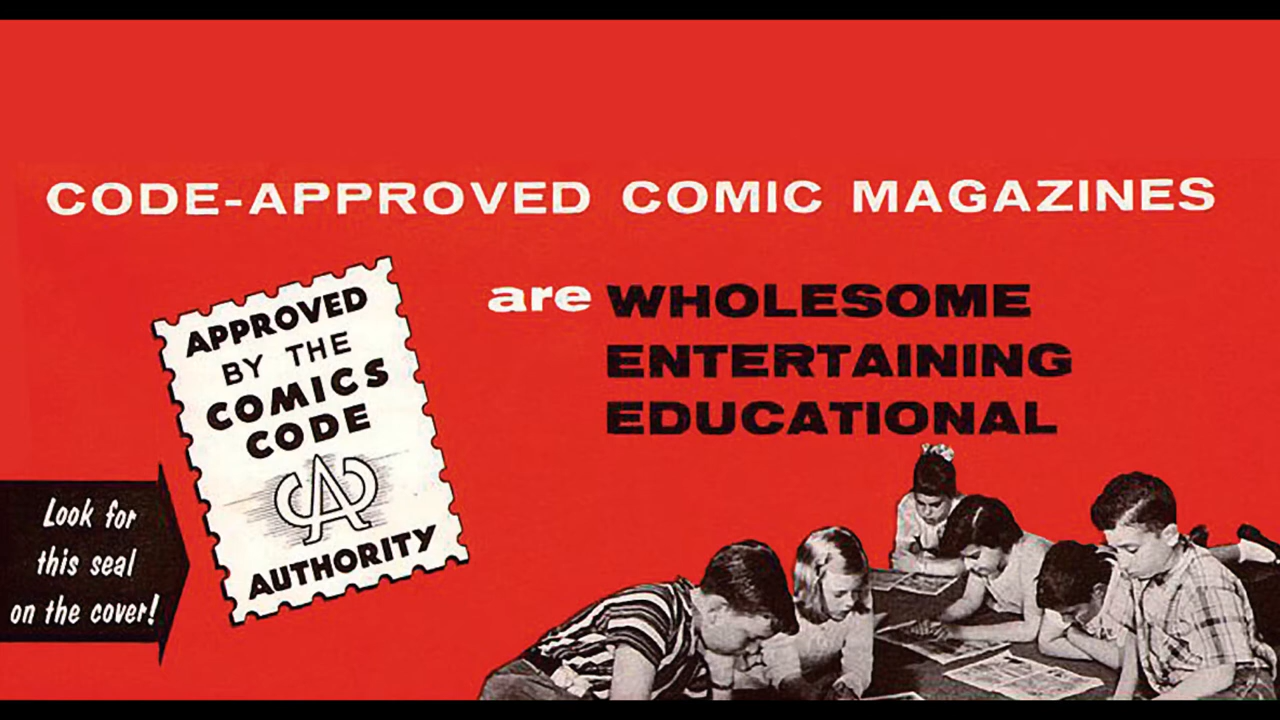 CODE-APPROVED COMIC MAGAZINES
are WHOLESOME
ENTERTAINING
EDUCATIONAL
APPROVED
BY THE
COMICS
CODE
CA
AUTHORITY
Look for
this seal
on the cover!